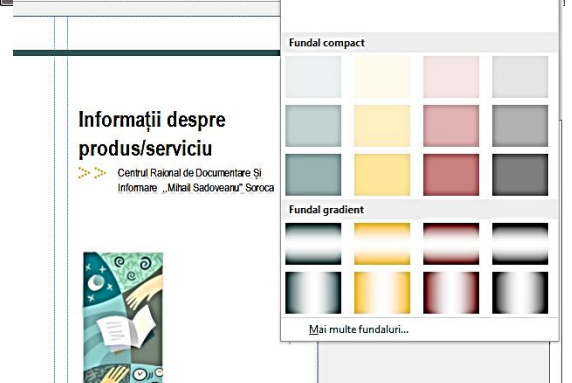 Fundal compact
Informații despre
produs/serviciu
Centrul Raional de Documentare Și
Informare ,,Mihail Sadoveanu" Soroca
Fundal gradient
Mai multe fundaluri...